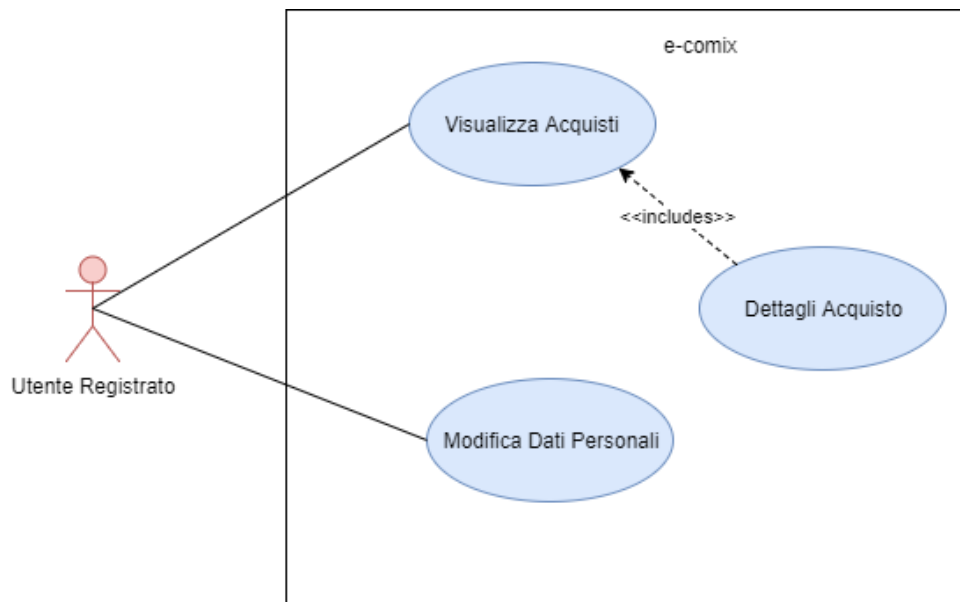 e-comix
Visualizza Acquisti
<<includes>>
Dettagli Acquisto
Utente Registrato
Modifica Dati Personali